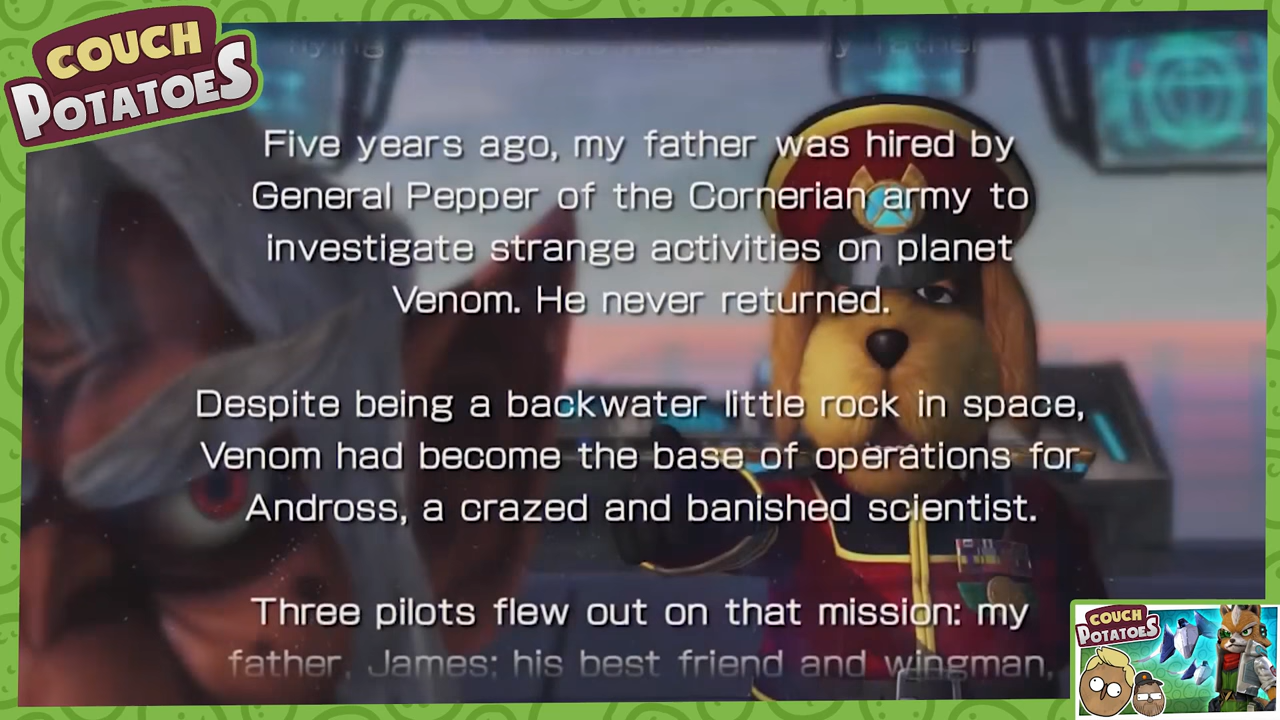 COUCH
POTATOES
flying
my father
Five years ago, my father was hired by
General Pepper of the Cornerian army to
investigate strange activities on planet
Venom. He never returned.
Despite being a backwater little rock in space,
Venom had become the base of operations for
Andross, a crazed and banished scientist.
Three pilots flew out on that mission: my
father, James; his best friend and wingman,
COUCH
POTATOES